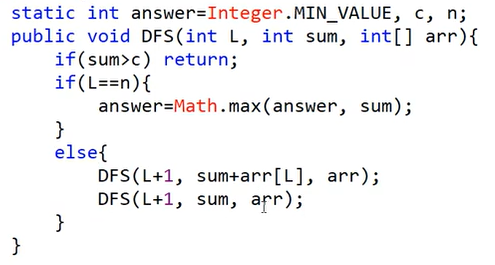 static int answer=Integer.MIN_VALUE, c, n;
public void DFS(int L, int sum, int[] arr){
    if(sum>c) return;
    if(L==n){
        answer=Math.max(answer, sum);
    }
    else{
        DFS(L+1, sum+arr[L], arr);
        DFS(L+1, sum, arr);
    }
}